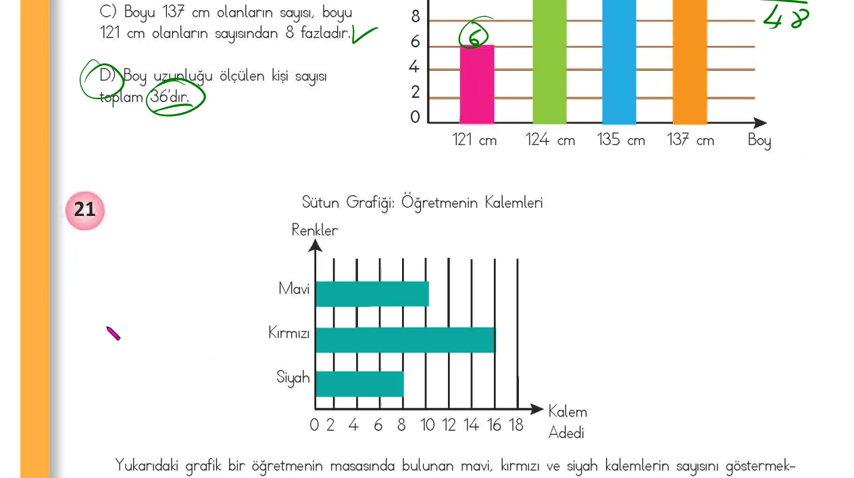 C) Boyu 137 cm olanların sayısı, boyu
121 cm olanların sayısından 8 fazladır.
D) Boy uzunluğu ölçülen kişi sayısı
toplam 36'dır.
48
8
6
4
2
0
6
121 cm 124 cm 135 cm 137 cm Boy
21
Sütun Grafiği: Öğretmenin Kalemleri
Renkler
Mavi
Kırmızı
Siyah
0 2 4 6 8 10 12 14 16 18
Kalem
Adedi
Yukarıdaki grafik bir öğretmenin masasında bulunan mavi, kırmızı ve siyah kalemlerin sayısını göstermek-